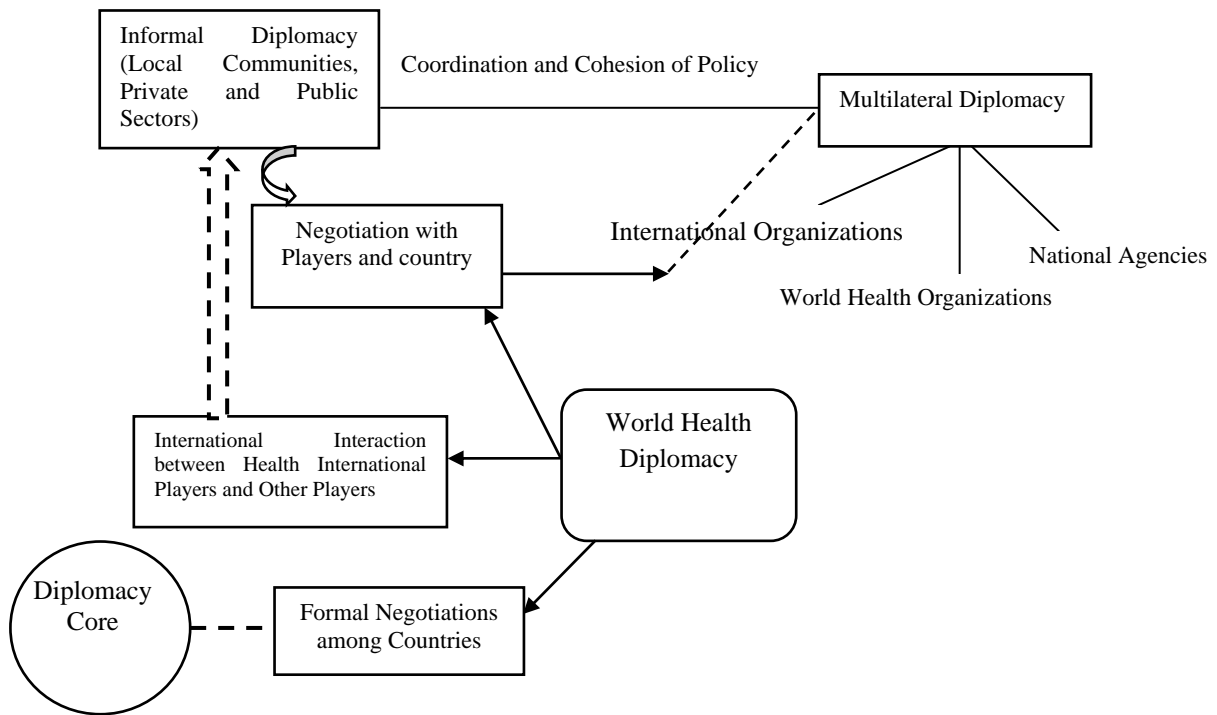 Informal Diplomacy
(Local Communities,
Private and Public
Sectors)
Coordination and Cohesion of Policy
Multilateral Diplomacy
Negotiation with
Players and country
International Organizations
National Agencies
World Health Organizations
World Health
Diplomacy
International Interaction
between Health International
Players and Other Players
Diplomacy
Core
Formal Negotiations
among Countries